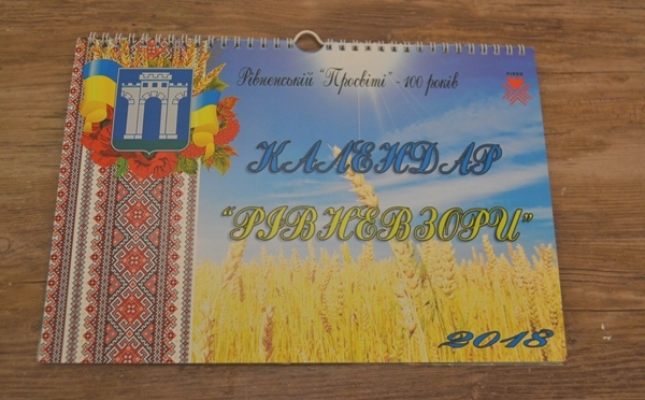 Рівненській "Просвіті" - 100 років
КАЛЕНДАР
"РІВНЕВЗОРИ"
2018